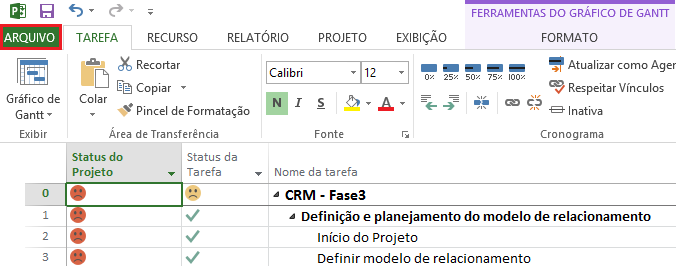 FERRAMENTAS DO GRÁFICO DE GANTT
ARQUIVO TAREFA RECURSO RELATÓRIO PROJETO EXIBIÇÃO FORMATO
Gráfico de Gantt
Exibir
Colar
Recortar
Copiar
Pincel de Formatação
Área de Transferência
Calibri 12
N I S A
Fonte
0% 25% 50% 75% 100%
Atualizar como Agen
Respeitar Vínculos
Inativa
Cronograma
Status do Projeto
Status da Tarefa
Nome da tarefa
0 CRM - Fase3
1 Definição e planejamento do modelo de relacionamento
2 Início do Projeto
3 Definir modelo de relacionamento